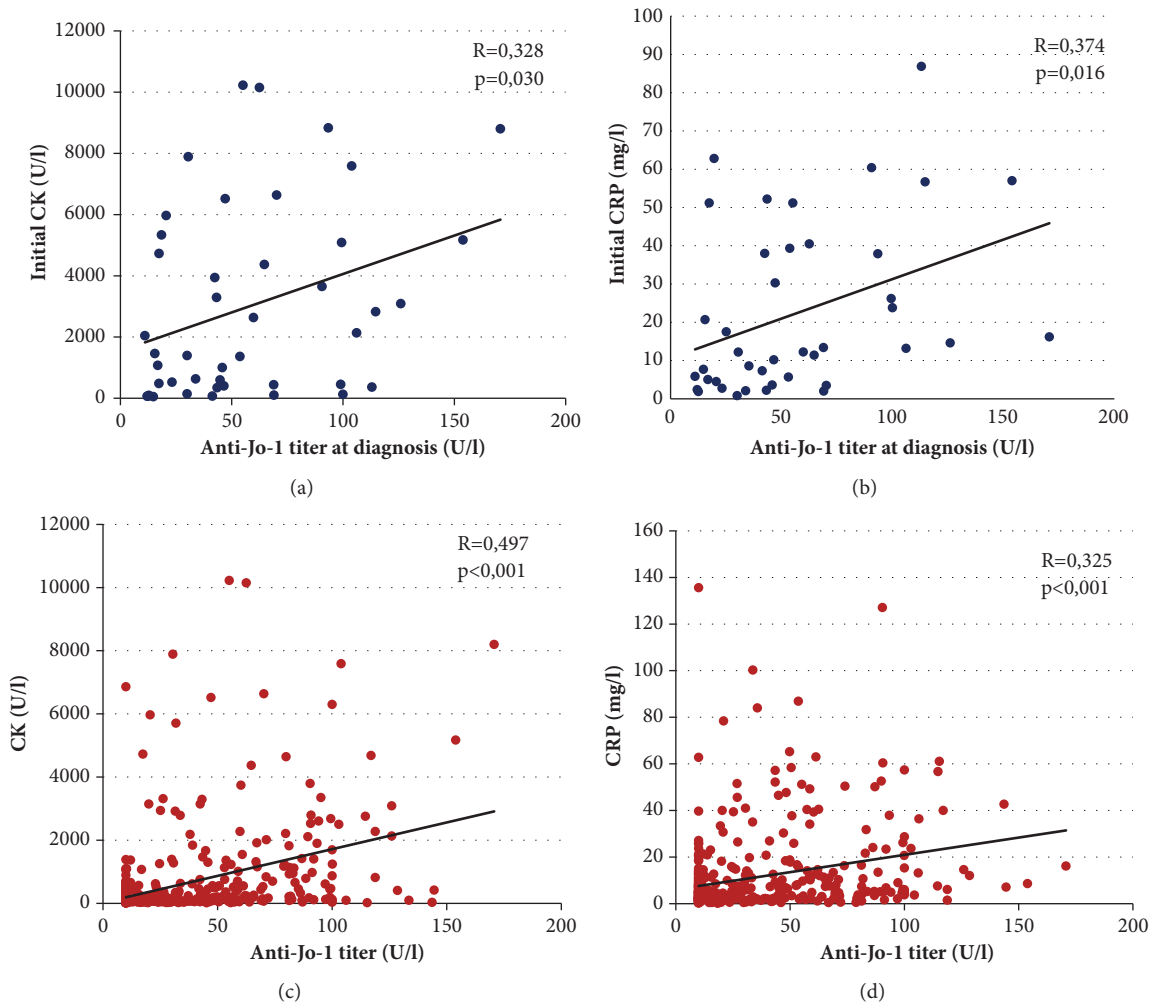 12000
10000
8000
6000
4000
2000
0
Initial CK (U/l)
R=0,328
p=0,030
0 50 100 150 200
Anti-Jo-1 titer at diagnosis (U/l)
(a)
100
90
80
70
60
50
40
30
20
10
0
Initial CRP (mg/l)
R=0,374
p=0,016
0 50 100 150 200
Anti-Jo-1 titer at diagnosis (U/l)
(b)
12000
10000
8000
6000
4000
2000
0
CK (U/l)
R=0,497
p<0,001
0 50 100 150 200
Anti-Jo-1 titer (U/l)
(c)
160
140
120
100
80
60
40
20
0
CRP (mg/l)
R=0,325
p<0,001
0 50 100 150 200
Anti-Jo-1 titer (U/l)
(d)